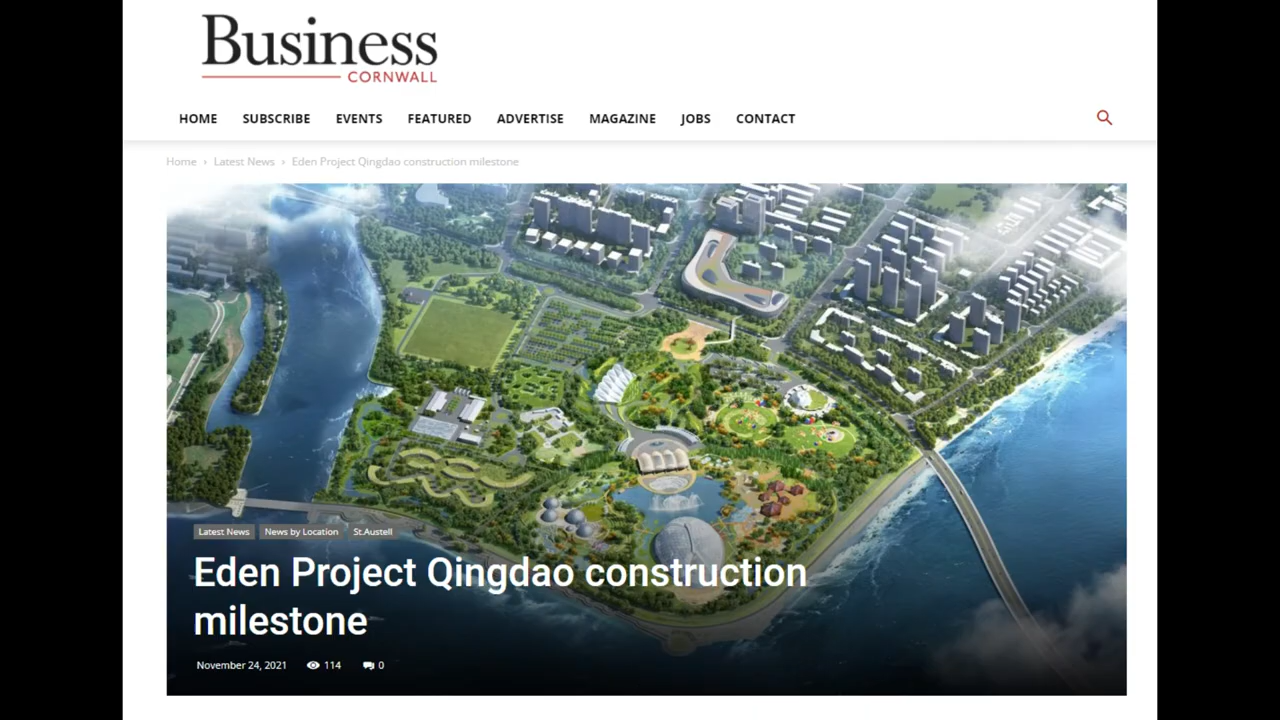 Business
CORNWALL
HOME SUBSCRIBE EVENTS FEATURED ADVERTISE MAGAZINE JOBS CONTACT
Home › Latest News › Eden Project Qingdao construction milestone
Latest News News by Location St.Austell
Eden Project Qingdao construction
milestone
November 24, 2021 114 0